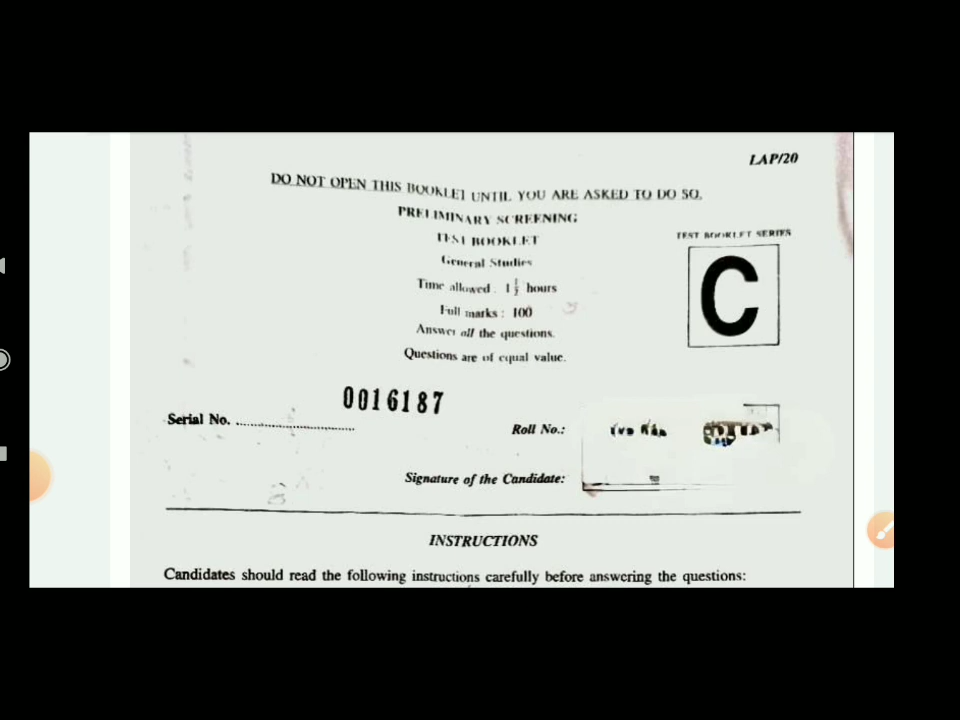 LAP/20
DO NOT OPEN THIS BOOKLET UNTIL YOU ARE ASKED TO DO SO.
PRELIMINARY SCREENING
TEST BOOKLET
TEST BOOKLET SERIES
General Studies
C
Time allowed : 1 1/2 hours
Full marks : 100
Answer all the questions.
Questions are of equal value.
0016187
Serial No. ................................
Roll No.:
Signature of the Candidate:
INSTRUCTIONS
Candidates should read the following instructions carefully before answering the questions: